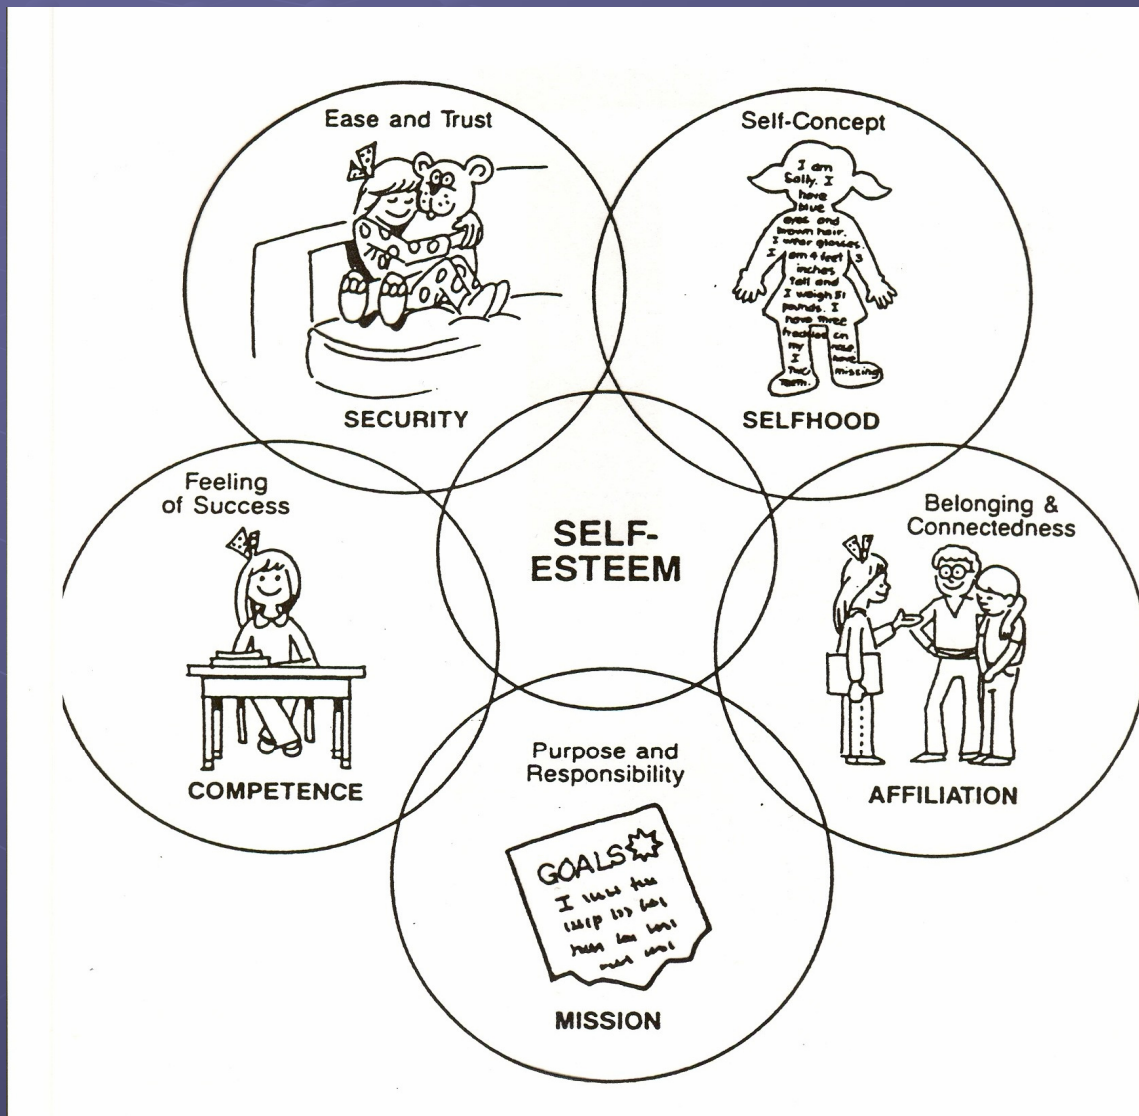 Ease and Trust
SECURITY
Self-Concept
I am
Sally. I
have
blue
eyes and
brown hair.
I wear glasses.
I am 4 feet 3
inches
tall and
I weigh 51
pounds. I
have three
freckles on
my nose.
I have
two missing
teeth.
SELFHOOD
Feeling
of Success
COMPETENCE
SELF-
ESTEEM
Belonging &
Connectedness
AFFILIATION
Purpose and
Responsibility
GOALS
I
MISSION